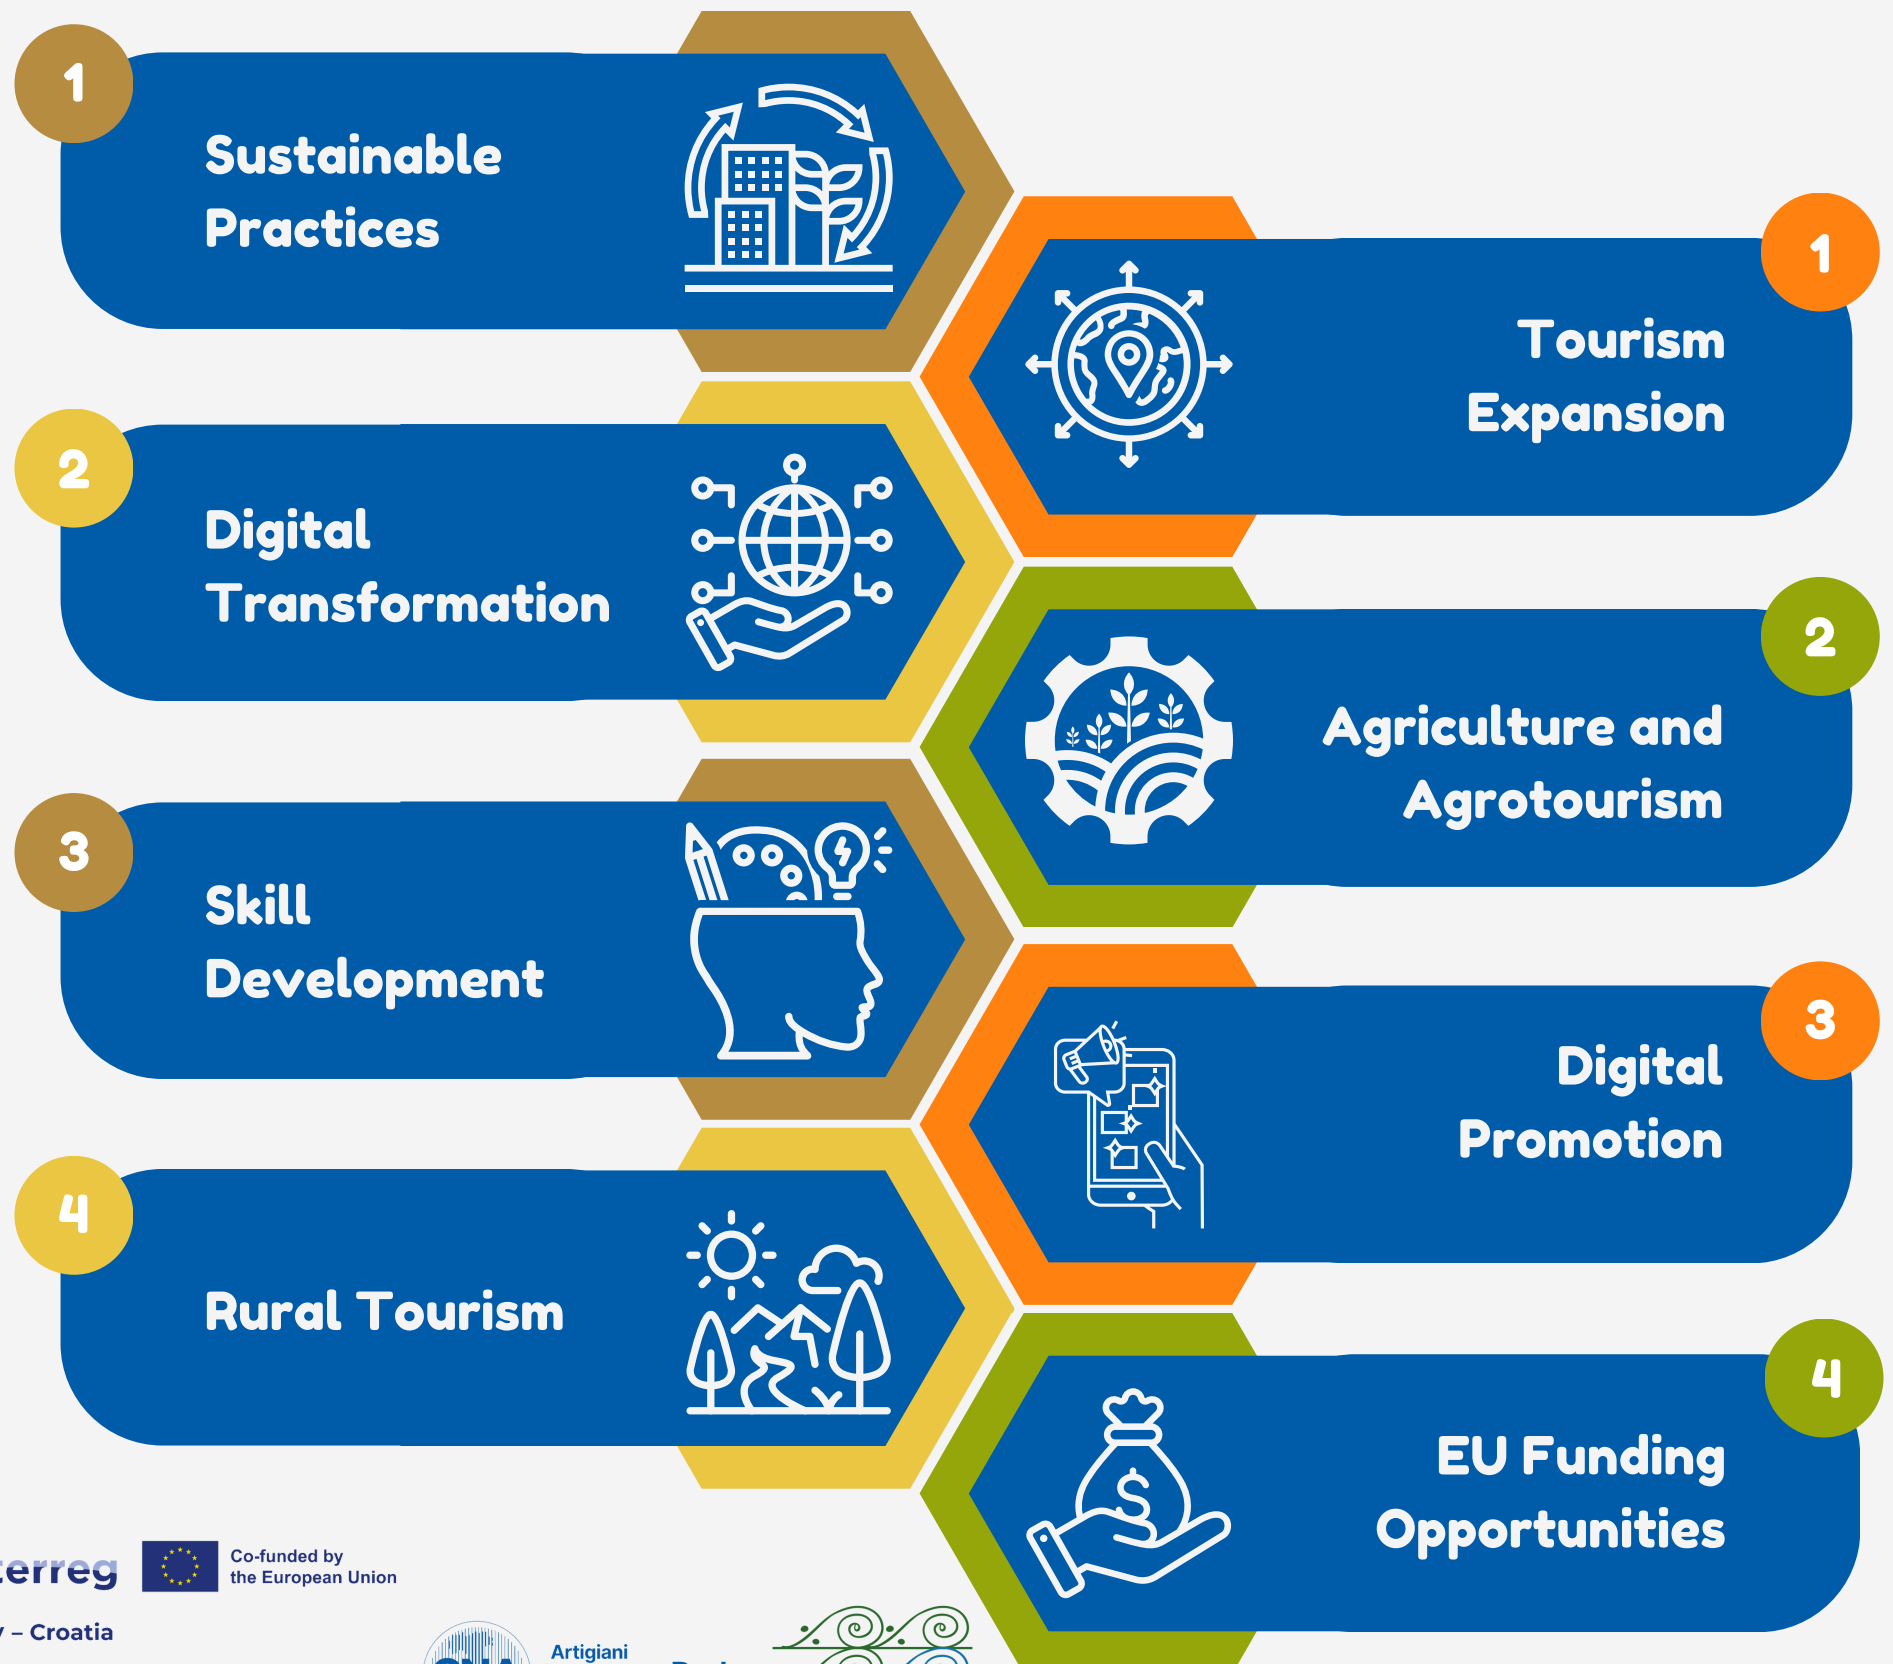 1
Sustainable
Practices
2
Digital
Transformation
3
Skill
Development
4
Rural Tourism
1
Tourism
Expansion
2
Agriculture and
Agrotourism
3
Digital
Promotion
4
EU Funding
Opportunities
$
terreg
Co-funded by
the European Union
– Croatia
Artigiani